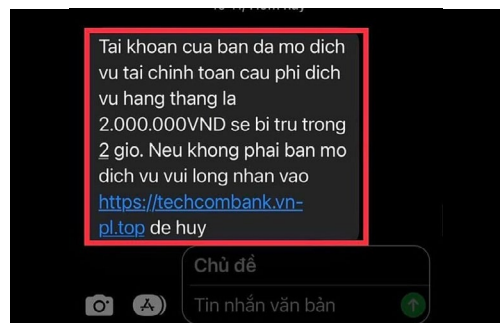 Tai khoan cua ban da mo dich
vu tai chinh toan cau phi dich
vu hang thang la
2.000.000VND se bi tru trong
2 gio. Neu khong phai ban mo
dich vu vui long nhan vao
https://techcombank.vn-
pl.top de huy
Chủ đề
Tin nhắn văn bản